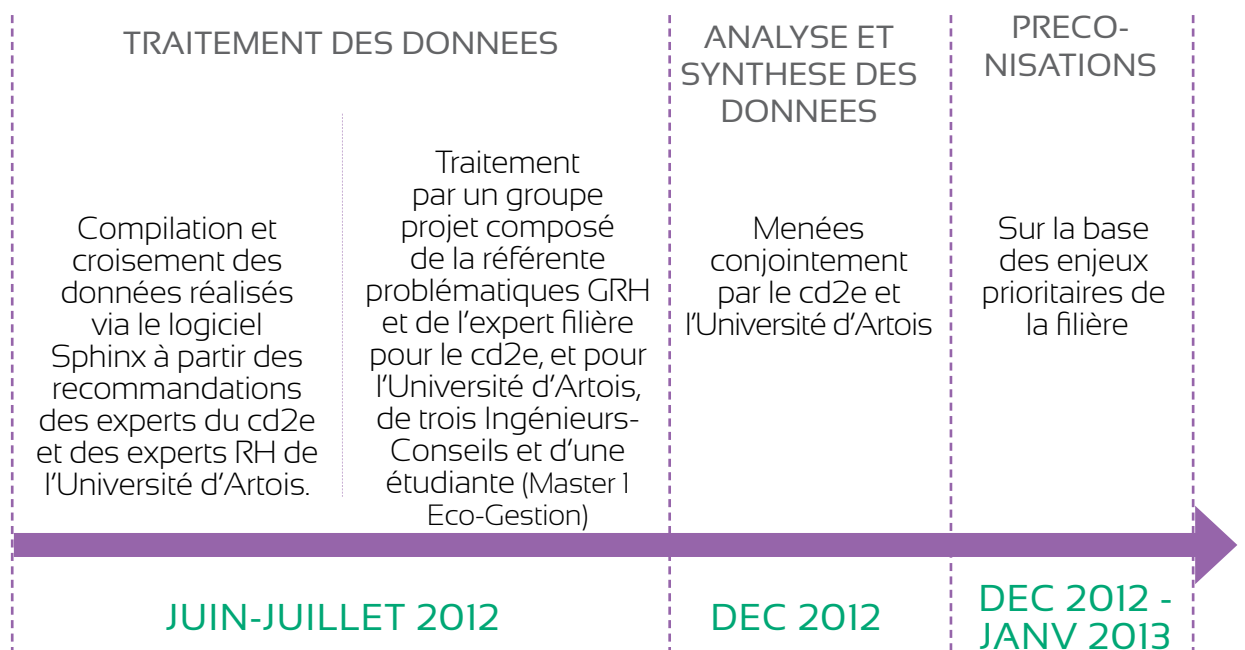 TRAITEMENT DES DONNEES
Compilation et
croisement des
données réalisés
via le logiciel
Sphinx à partir des
recommandations
des experts du cd2e
et des experts RH de
l'Université d'Artois.
Traitement
par un groupe
projet composé
de la référente
problématiques GRH
et de l'expert filière
pour le cd2e, et pour
l'Université d'Artois,
de trois Ingénieurs-
Conseils et d'une
étudiante (Master 1
Eco-Gestion)
JUIN-JUILLET 2012
ANALYSE ET
SYNTHESE DES
DONNEES
Menées
conjointement
par le cd2e et
l'Université d'Artois
DEC 2012
PRECO-
NISATIONS
Sur la base
des enjeux
prioritaires de
la filière
DEC 2012 -
JANV 2013